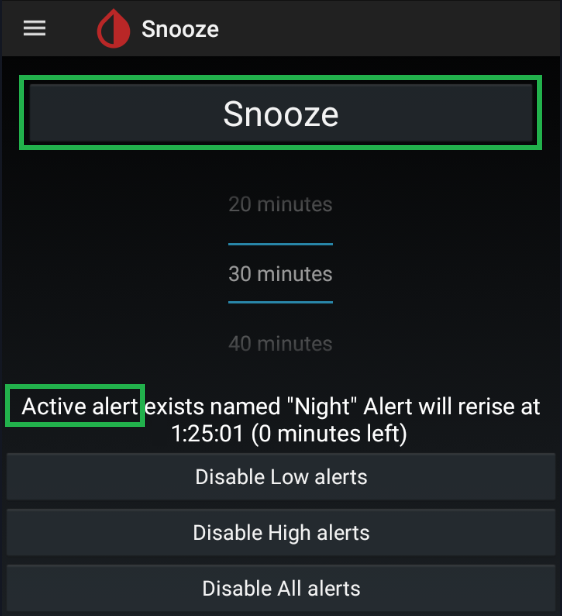 Snooze
Snooze
20 minutes
30 minutes
40 minutes
Active alert exists named "Night" Alert will rerise at
1:25:01 (0 minutes left)
Disable Low alerts
Disable High alerts
Disable All alerts